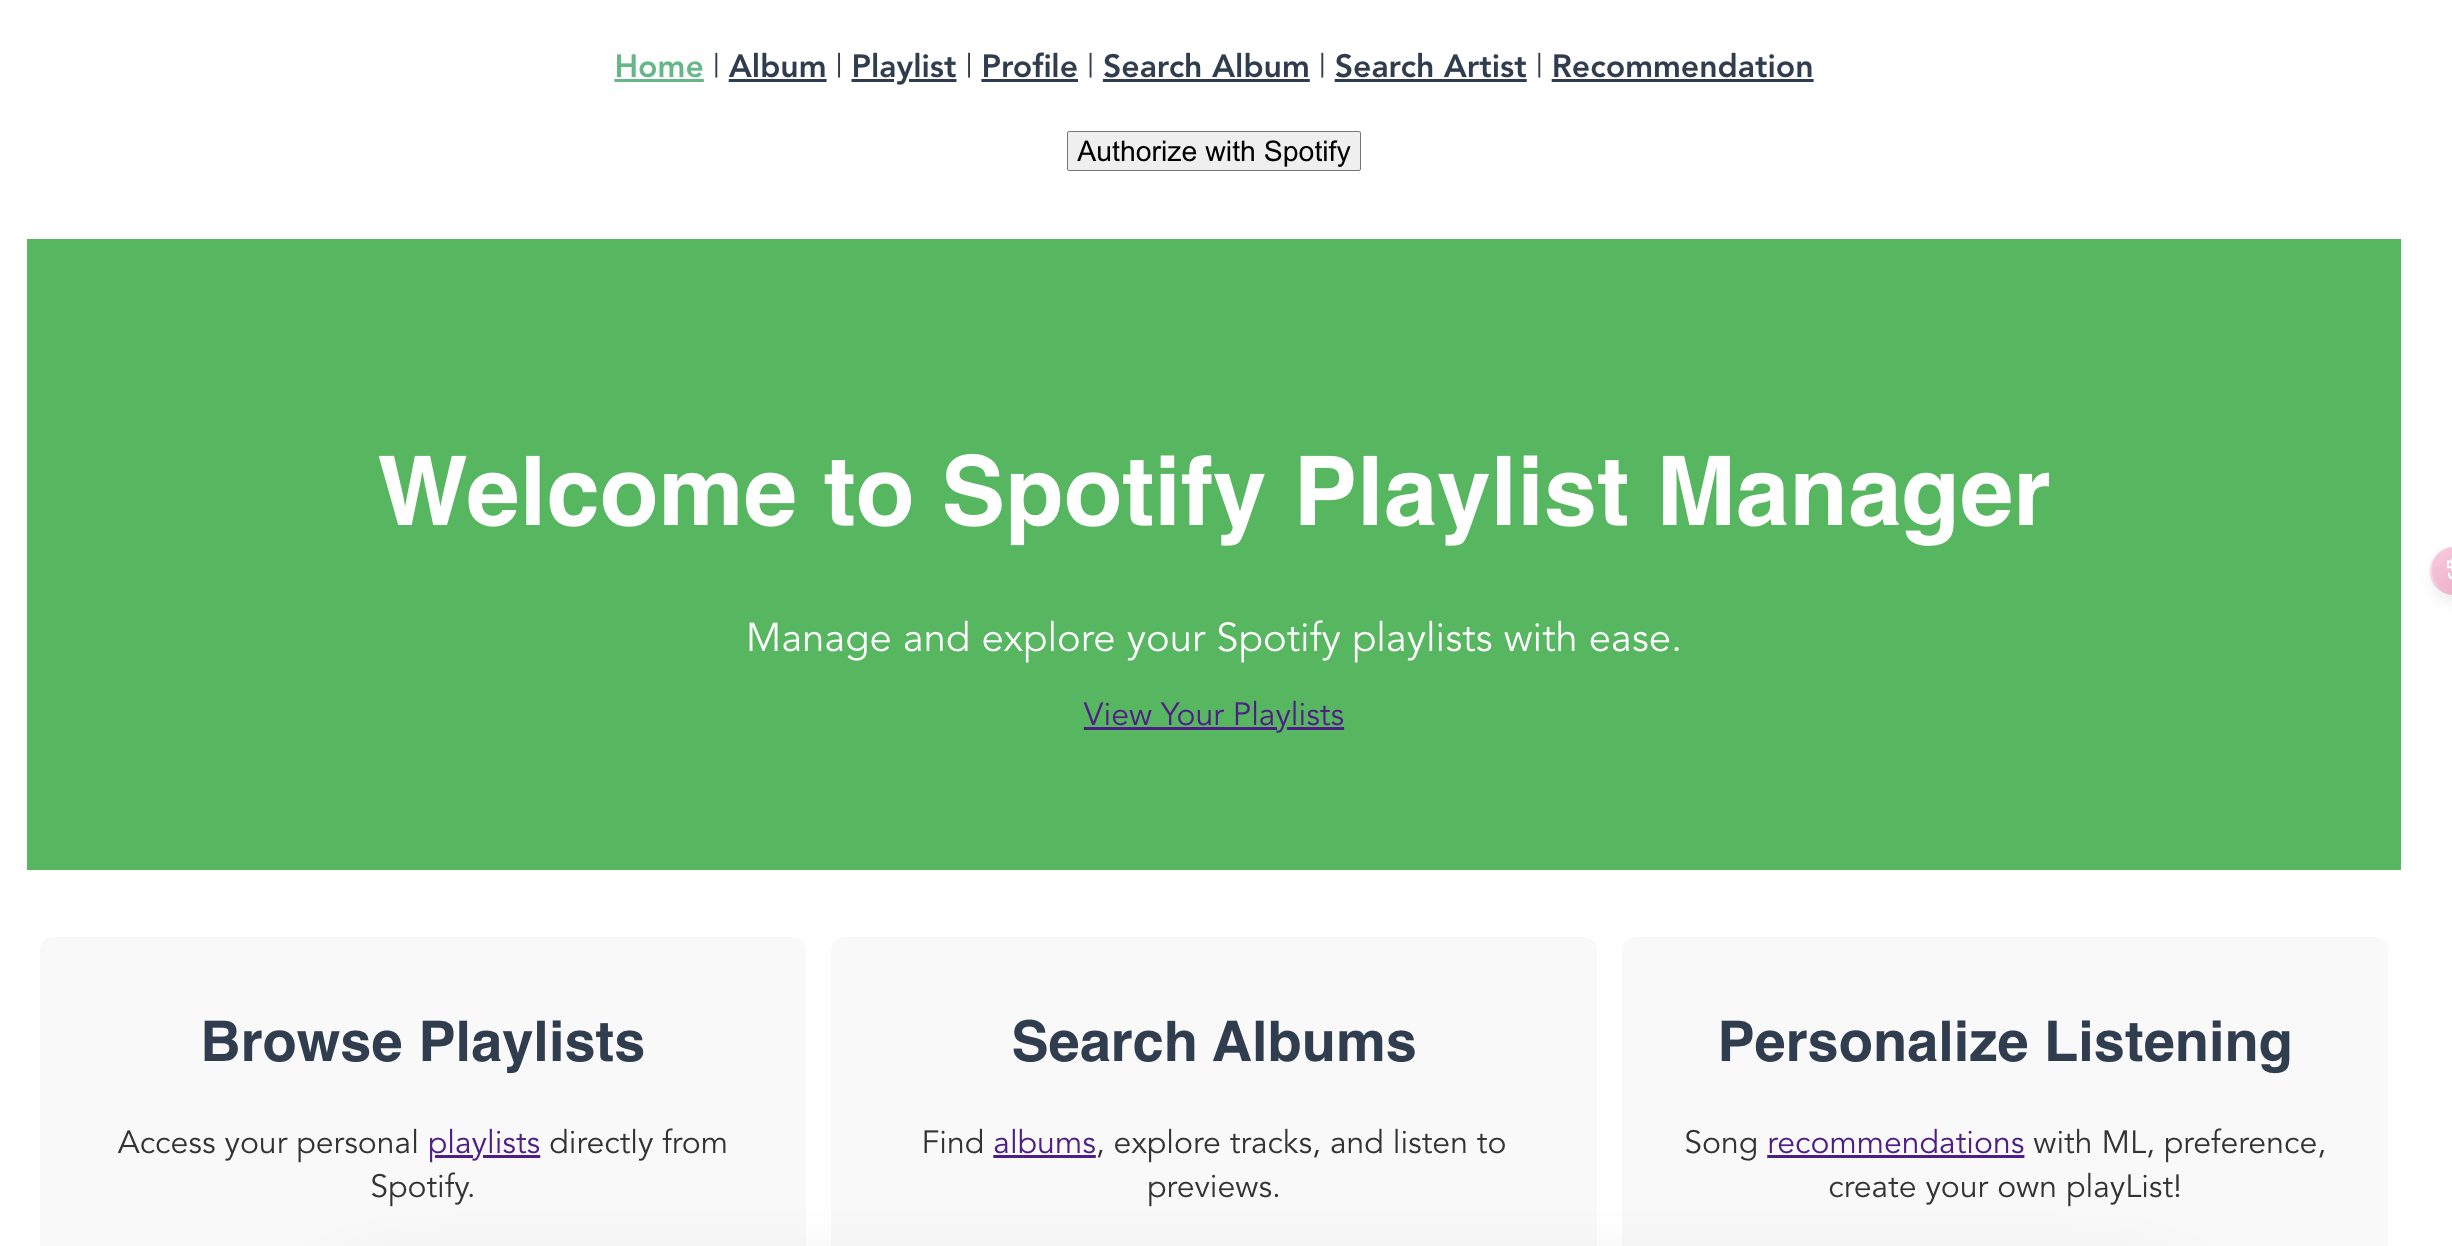 Home | Album | Playlist | Profile | Search Album | Search Artist | Recommendation
Authorize with Spotify
Welcome to Spotify Playlist Manager
Manage and explore your Spotify playlists with ease.
View Your Playlists
Browse Playlists
Access your personal playlists directly from
Spotify.
Search Albums
Find albums, explore tracks, and listen to
previews.
Personalize Listening
Song recommendations with ML, preference,
create your own playList!